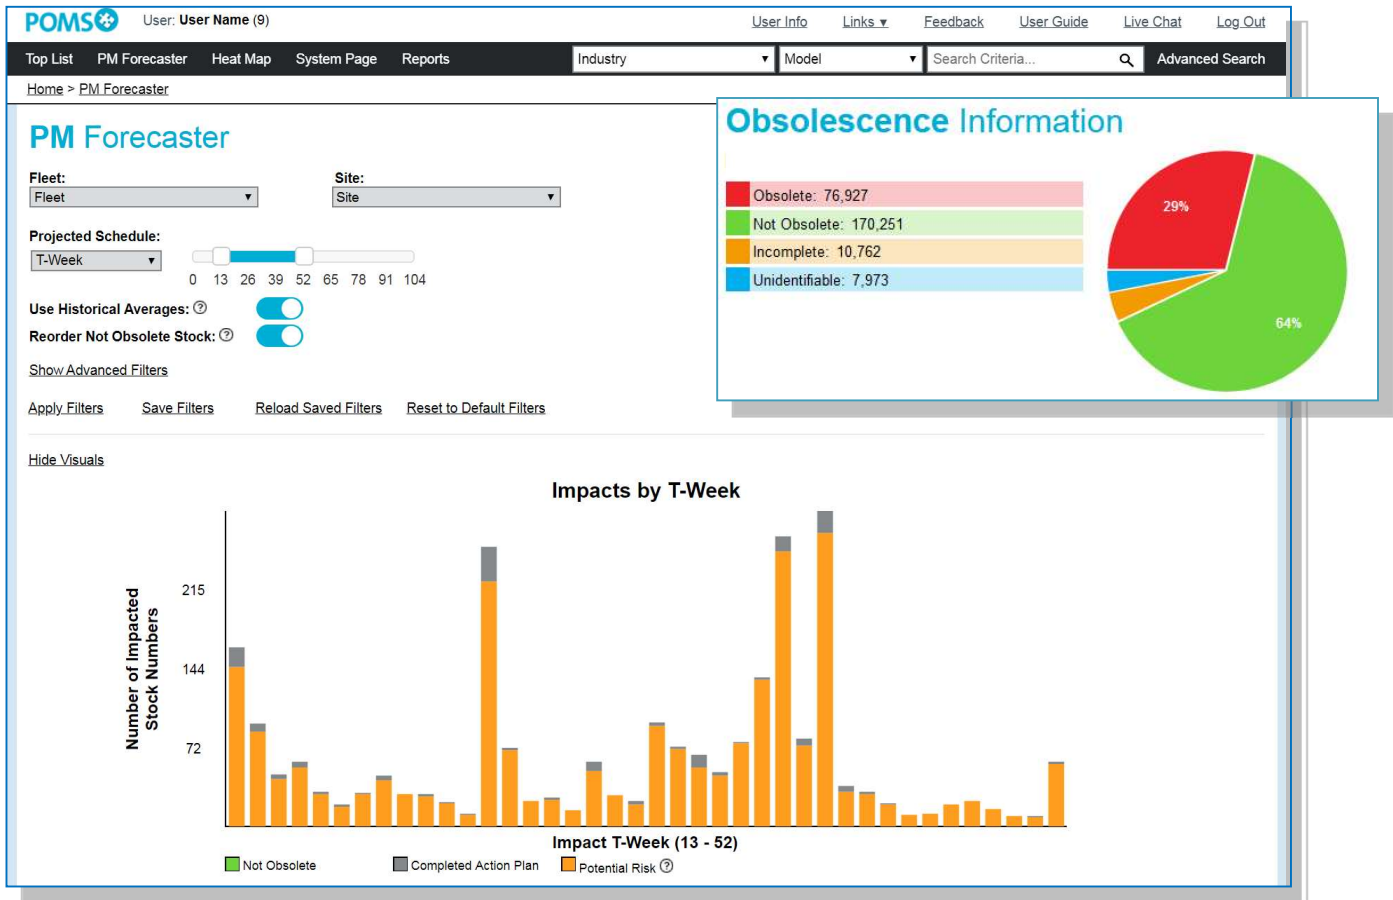 POMS User: User Name (9) User Info Links ▼ Feedback User Guide Live Chat Log Out
Top List PM Forecaster Heat Map System Page Reports Industry ▼ Model ▼ Search Criteria... Advanced Search
Home > PM Forecaster
PM Forecaster
Fleet: Site:
Fleet ▼ Site ▼
Projected Schedule:
T-Week ▼
0 13 26 39 52 65 78 91 104
Use Historical Averages: ?
Reorder Not Obsolete Stock: ?
Show Advanced Filters
Apply Filters Save Filters Reload Saved Filters Reset to Default Filters
Obsolescence Information
Obsolete: 76,927
Not Obsolete: 170,251
Incomplete: 10,762
Unidentifiable: 7,973
29%
64%
Hide Visuals
Impacts by T-Week
Number of Impacted
Stock Numbers
215
144
72
Impact T-Week (13 - 52)
Not Obsolete Completed Action Plan Potential Risk ?